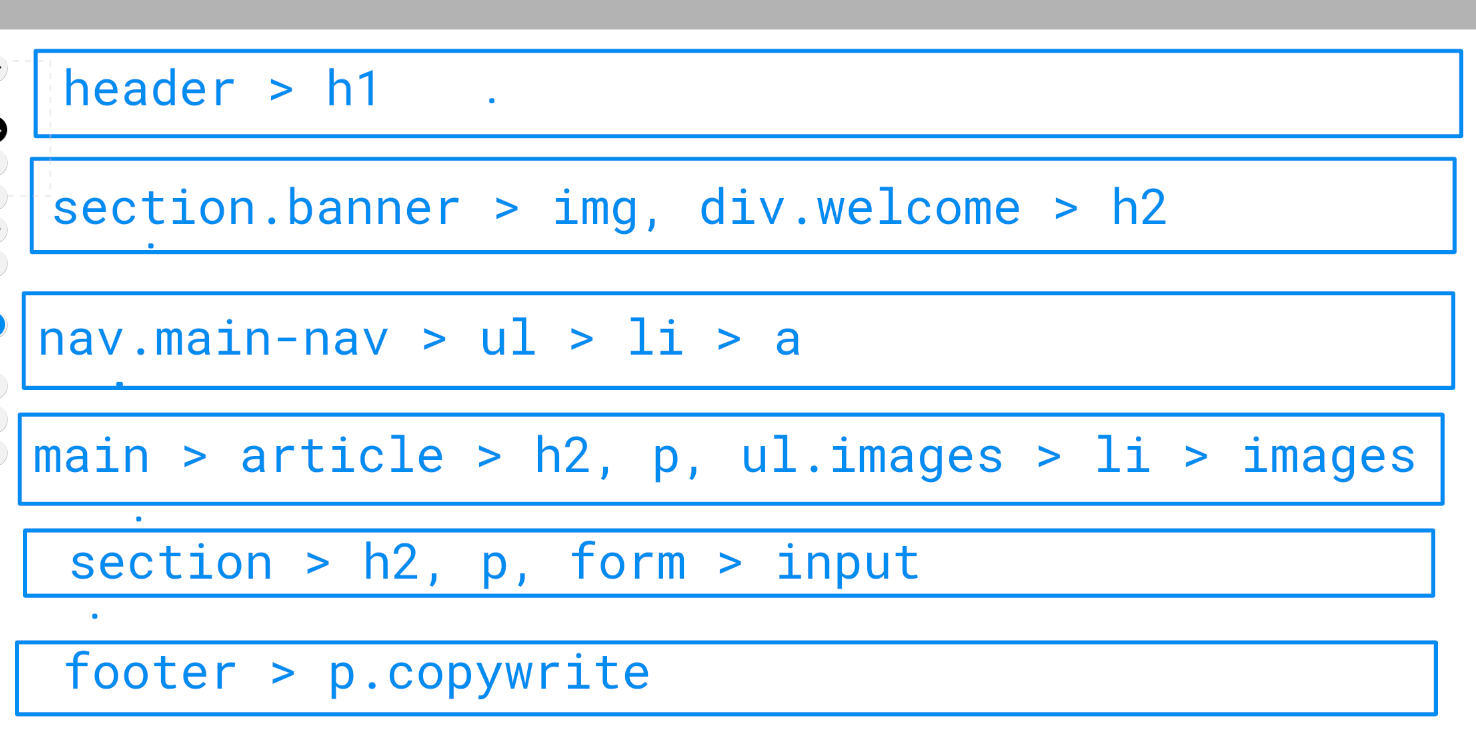 header > h1 .
section.banner > img, div.welcome > h2
nav.main-nav > ul > li > a
main > article > h2, p, ul.images > li > images
section > h2, p, form > input
footer > p.copywrite